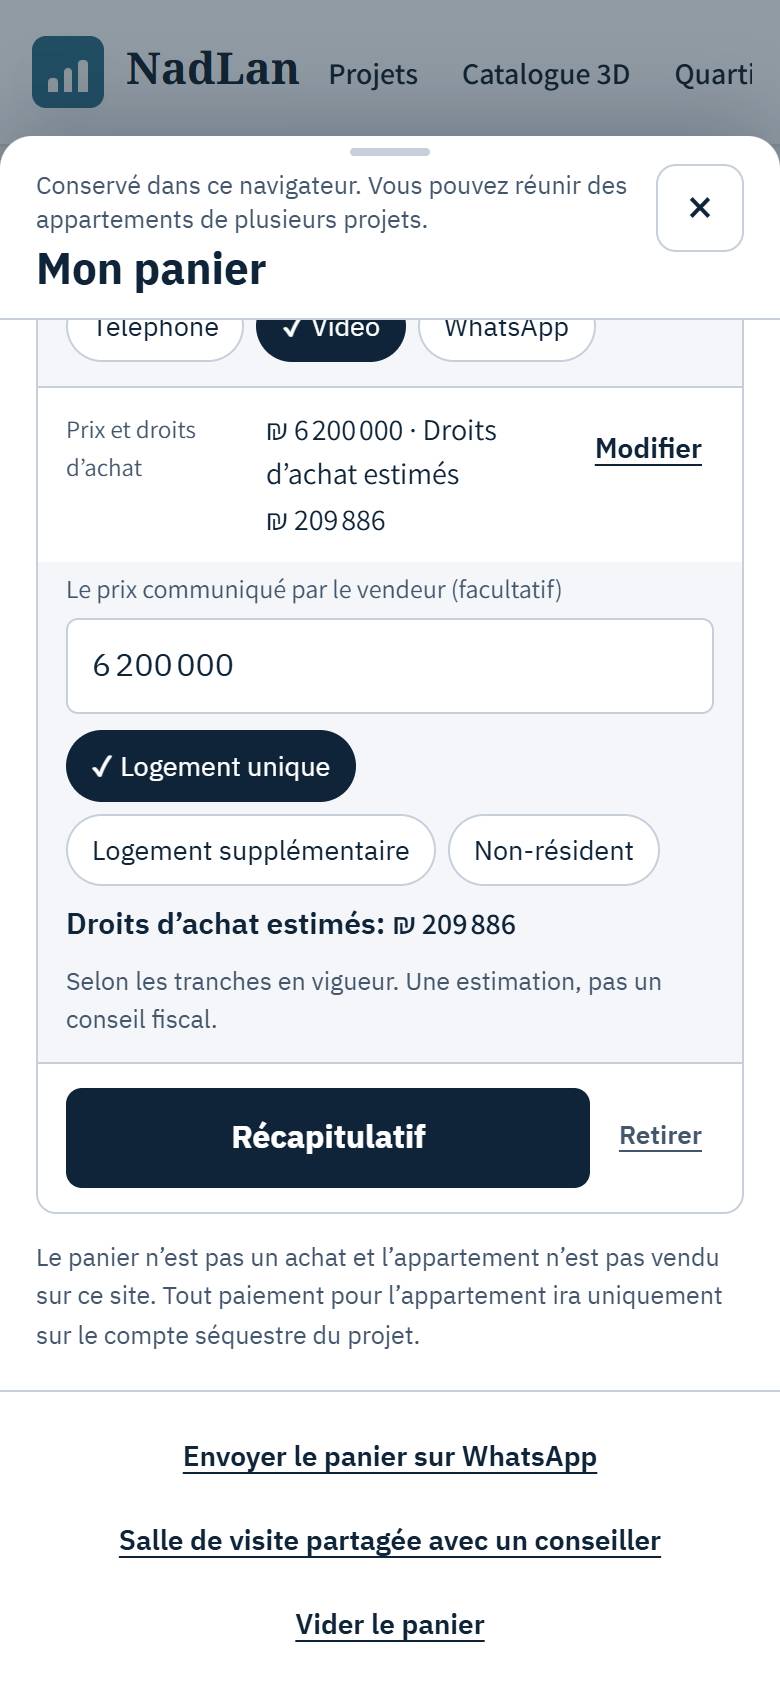 NadLan Projets Catalogue 3D Quarti
Conservé dans ce navigateur. Vous pouvez réunir des
appartements de plusieurs projets.
×
Mon panier
Téléphone ✓ Vidéo WhatsApp
Prix et droits
d’achat
₪ 6 200 000 · Droits
d’achat estimés
₪ 209 886
Modifier
Le prix communiqué par le vendeur (facultatif)
6 200 000
✓ Logement unique
Logement supplémentaire Non-résident
Droits d’achat estimés: ₪ 209 886
Selon les tranches en vigueur. Une estimation, pas un
conseil fiscal.
Récapitulatif Retirer
Le panier n’est pas un achat et l’appartement n’est pas vendu
sur ce site. Tout paiement pour l’appartement ira uniquement
sur le compte séquestre du projet.
Envoyer le panier sur WhatsApp
Salle de visite partagée avec un conseiller
Vider le panier